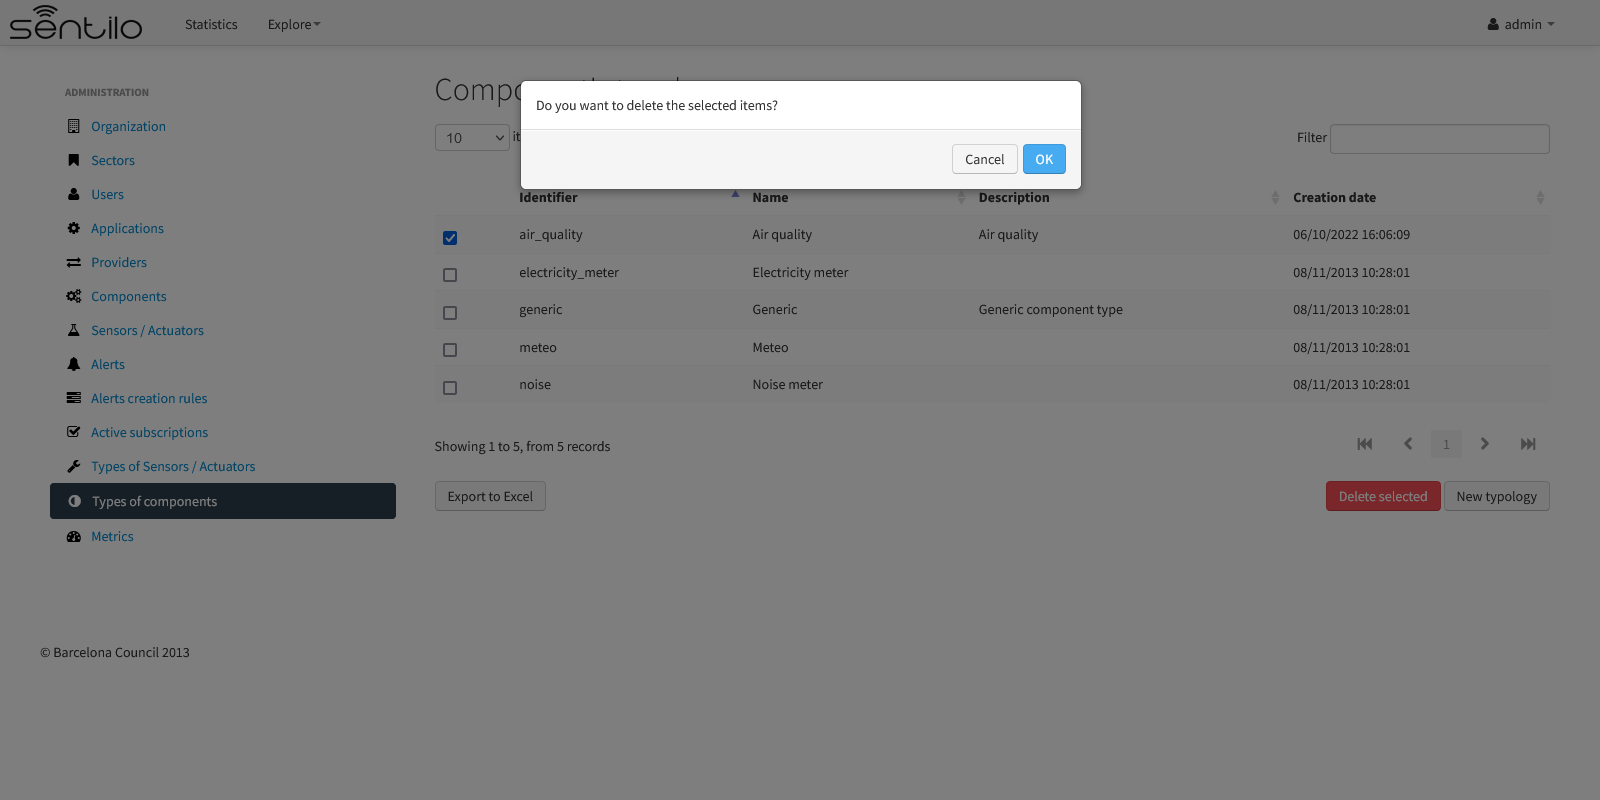 sentilo Statistics Explore admin
ADMINISTRATION
Organization
Sectors
Users
Applications
Providers
Components
Sensors / Actuators
Alerts
Alerts creation rules
Active subscriptions
Types of Sensors / Actuators
Types of components
Metrics
Do you want to delete the selected items?
Cancel OK
10
Filter
Identifier Name Description Creation date
air_quality Air quality Air quality 06/10/2022 16:06:09
electricity_meter Electricity meter 08/11/2013 10:28:01
generic Generic Generic component type 08/11/2013 10:28:01
meteo Meteo 08/11/2013 10:28:01
noise Noise meter 08/11/2013 10:28:01
Showing 1 to 5, from 5 records
1
Export to Excel Delete selected New typology
© Barcelona Council 2013